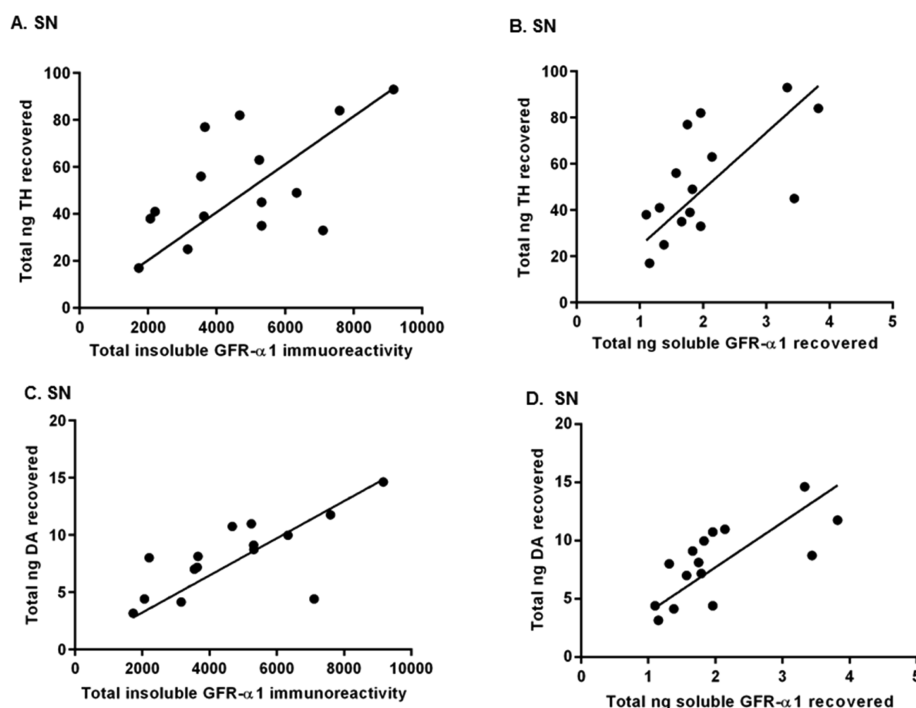 A. SN
Total ng TH recovered
100
80
60
40
20
0
0 2000 4000 6000 8000 10000
Total insoluble GFR-α1 immuoreactivity
B. SN
Total ng TH recovered
100
80
60
40
20
0
0 1 2 3 4 5
Total ng soluble GFR-α1 recovered
C. SN
Total ng DA recovered
20
15
10
5
0
0 2000 4000 6000 8000 10000
Total insoluble GFR-α1 immunoreactivity
D. SN
Total ng DA recovered
20
15
10
5
0
0 1 2 3 4 5
Total ng soluble GFR-α1 recovered